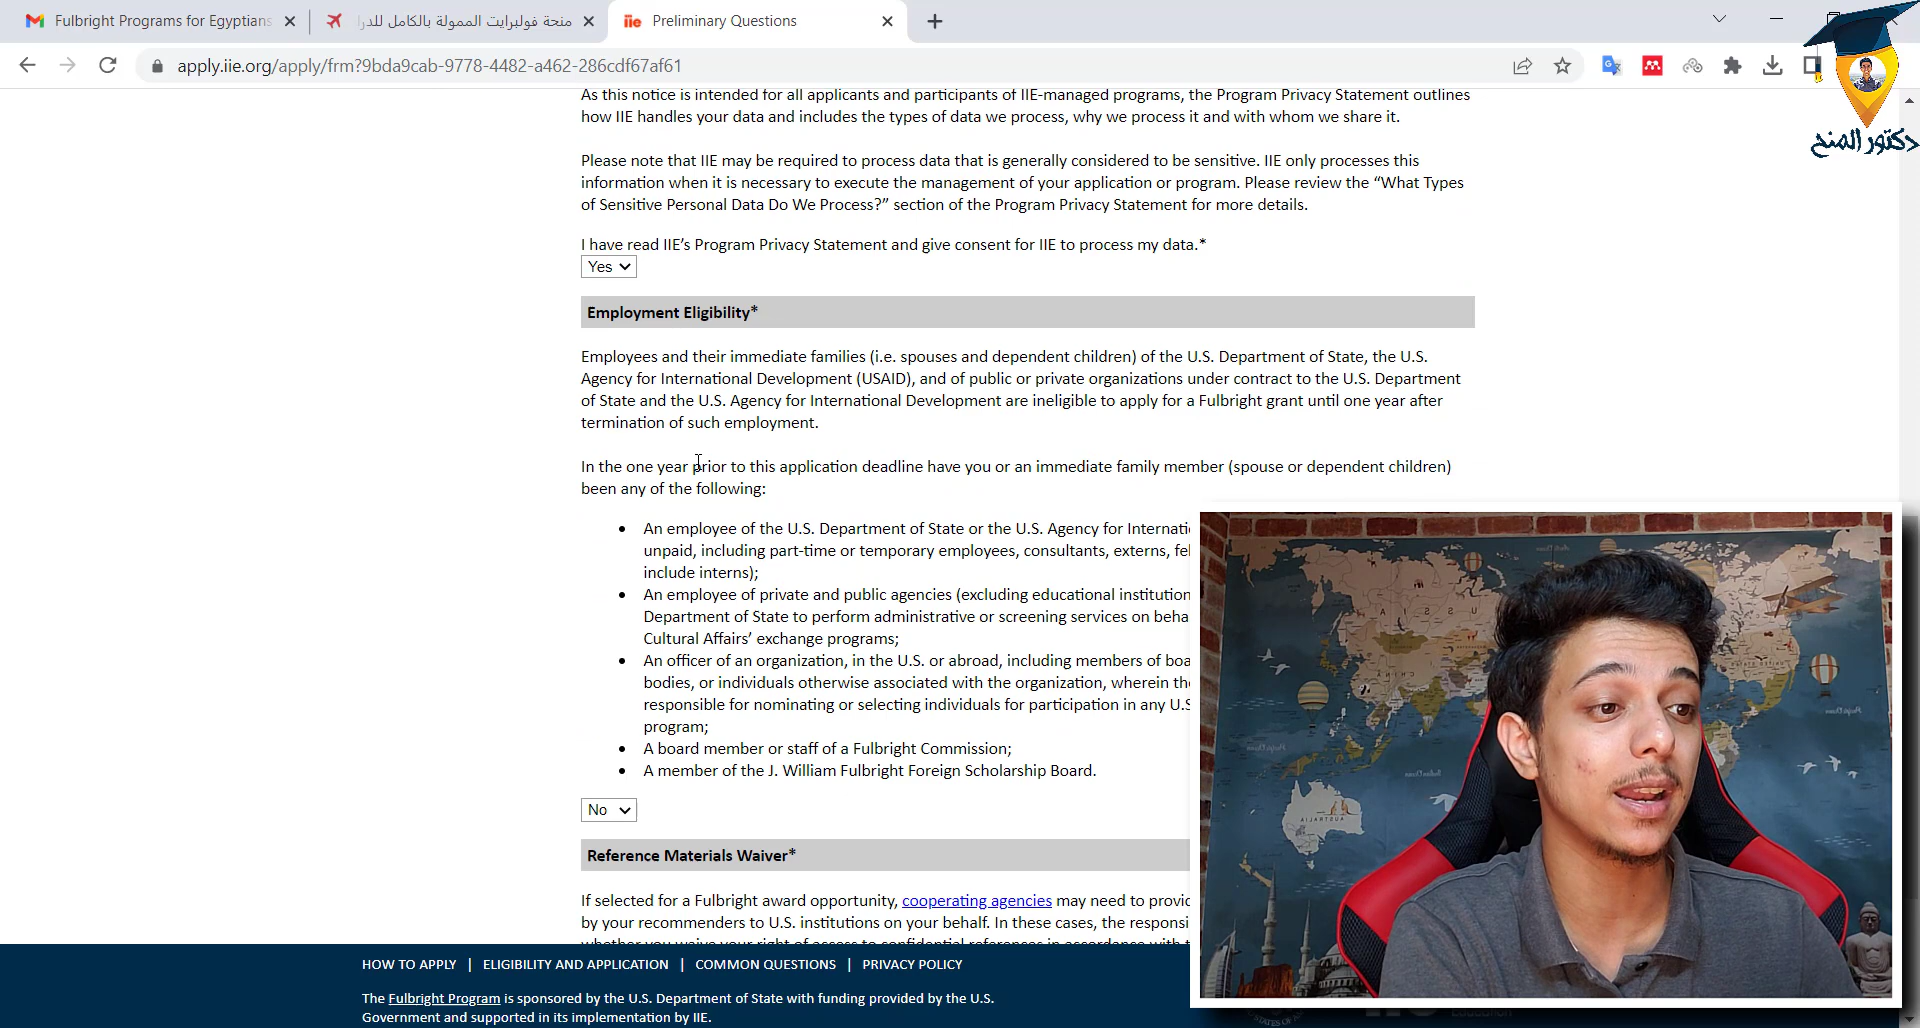 Fulbright Programs for Egyptians
منحة فولبرايت الممولة بالكامل للدرا
iie Preliminary Questions
apply.iie.org/apply/frm?9bda9cab-9778-4482-a462-286cdf67af61
دكتور المنح
As this notice is intended for all applicants and participants of IIE-managed programs, the Program Privacy Statement outlines
how IIE handles your data and includes the types of data we process, why we process it and with whom we share it.
Please note that IIE may be required to process data that is generally considered to be sensitive. IIE only processes this
information when it is necessary to execute the management of your application or program. Please review the “What Types
of Sensitive Personal Data Do We Process?” section of the Program Privacy Statement for more details.
I have read IIE’s Program Privacy Statement and give consent for IIE to process my data.*
Yes
Employment Eligibility*
Employees and their immediate families (i.e. spouses and dependent children) of the U.S. Department of State, the U.S.
Agency for International Development (USAID), and of public or private organizations under contract to the U.S. Department
of State and the U.S. Agency for International Development are ineligible to apply for a Fulbright grant until one year after
termination of such employment.
In the one year prior to this application deadline have you or an immediate family member (spouse or dependent children)
been any of the following:
• An employee of the U.S. Department of State or the U.S. Agency for Internati
unpaid, including part-time or temporary employees, consultants, externs, fel
include interns);
• An employee of private and public agencies (excluding educational institution
Department of State to perform administrative or screening services on beha
Cultural Affairs’ exchange programs;
• An officer of an organization, in the U.S. or abroad, including members of boa
bodies, or individuals otherwise associated with the organization, wherein the
responsible for nominating or selecting individuals for participation in any U.S
program;
• A board member or staff of a Fulbright Commission;
• A member of the J. William Fulbright Foreign Scholarship Board.
No
Reference Materials Waiver*
If selected for a Fulbright award opportunity, cooperating agencies may need to provid
by your recommenders to U.S. institutions on your behalf. In these cases, the responsi
whether you waive your right of access to confidential references in accordance with t
HOW TO APPLY | ELIGIBILITY AND APPLICATION | COMMON QUESTIONS | PRIVACY POLICY
The Fulbright Program is sponsored by the U.S. Department of State with funding provided by the U.S.
Government and supported in its implementation by IIE.